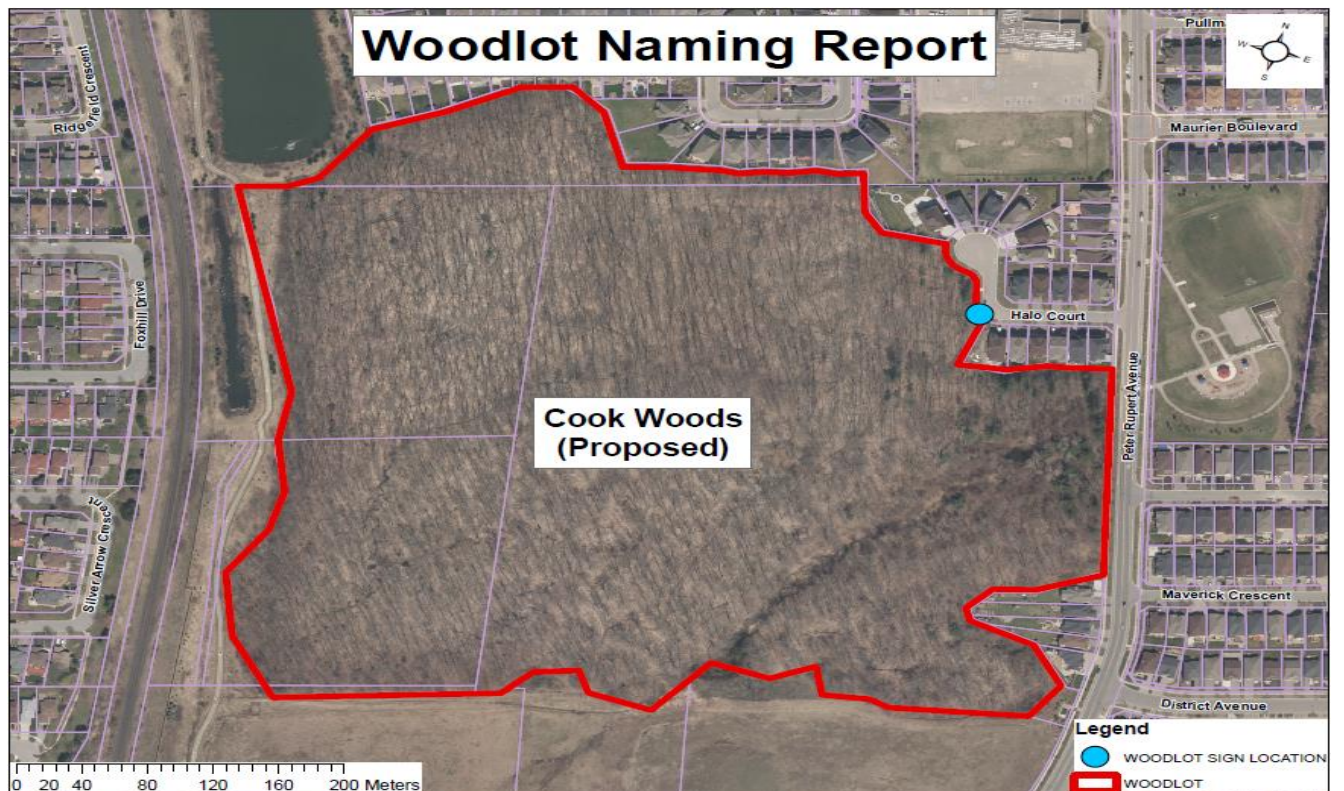 Woodlot Naming Report
Pullm
N
W
E
S
Ridgefield Crescent
Maurier Boulevard
Foxhill Drive
Halo Court
Peter Rupert Avenue
Cook Woods
(Proposed)
Silver Arrow Crescent
Maverick Crescent
District Avenue
Legend
WOODLOT SIGN LOCATION
WOODLOT
0 20 40 80 120 160 200 Meters